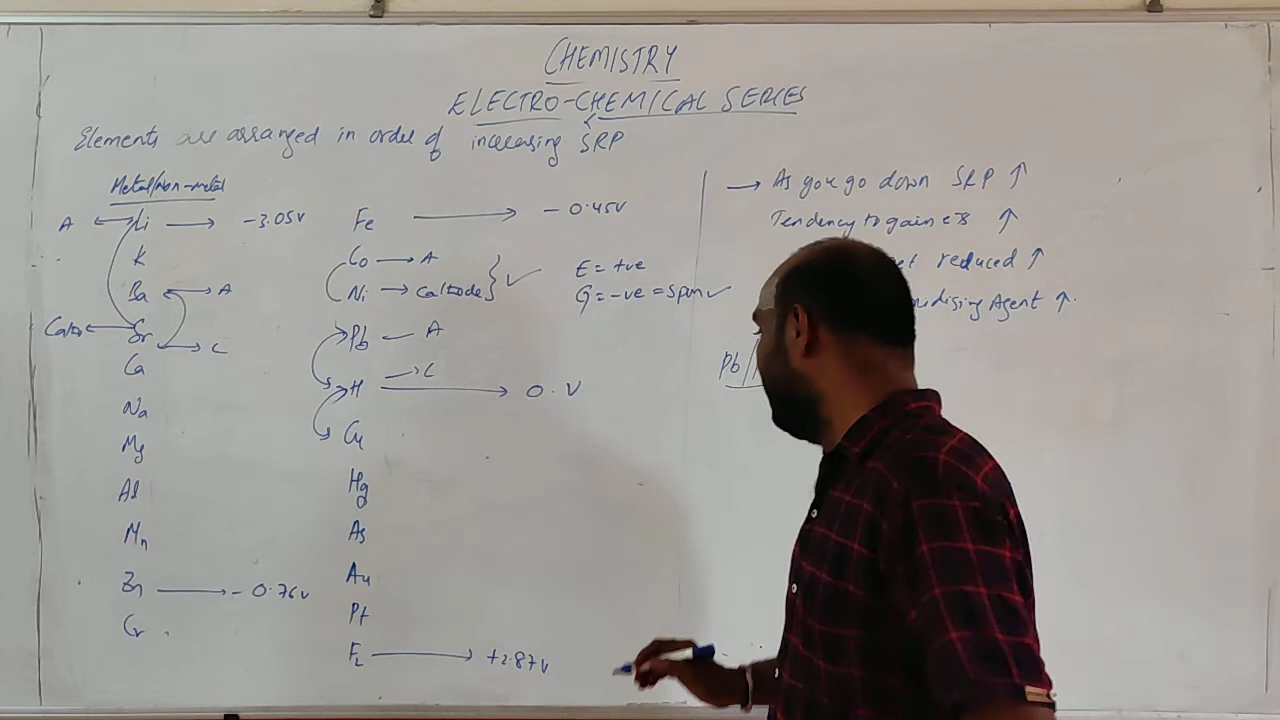 CHEMISTRY
ELECTRO-CHEMICAL SERIES
Elements are arranged in order of increasing SRP
Metal/non-metal
A ← Li → -3.05V
K
Ba → A
Sr → C
Ca
Na
Mg
Al
Mn
Zn → -0.76V
Cr
Fe → -0.45V
Co → A
Ni → Cathode
Pb - A
H → C → 0.V
Cu
Hg
As
Au
Pt
F2 → +2.87V
E = +ve
G = -ve = spon ✓
→ As you go down SRP ↑
Tendency to gain e⁻s ↑
get reduced ↑
oxidising Agent ↑
Pb